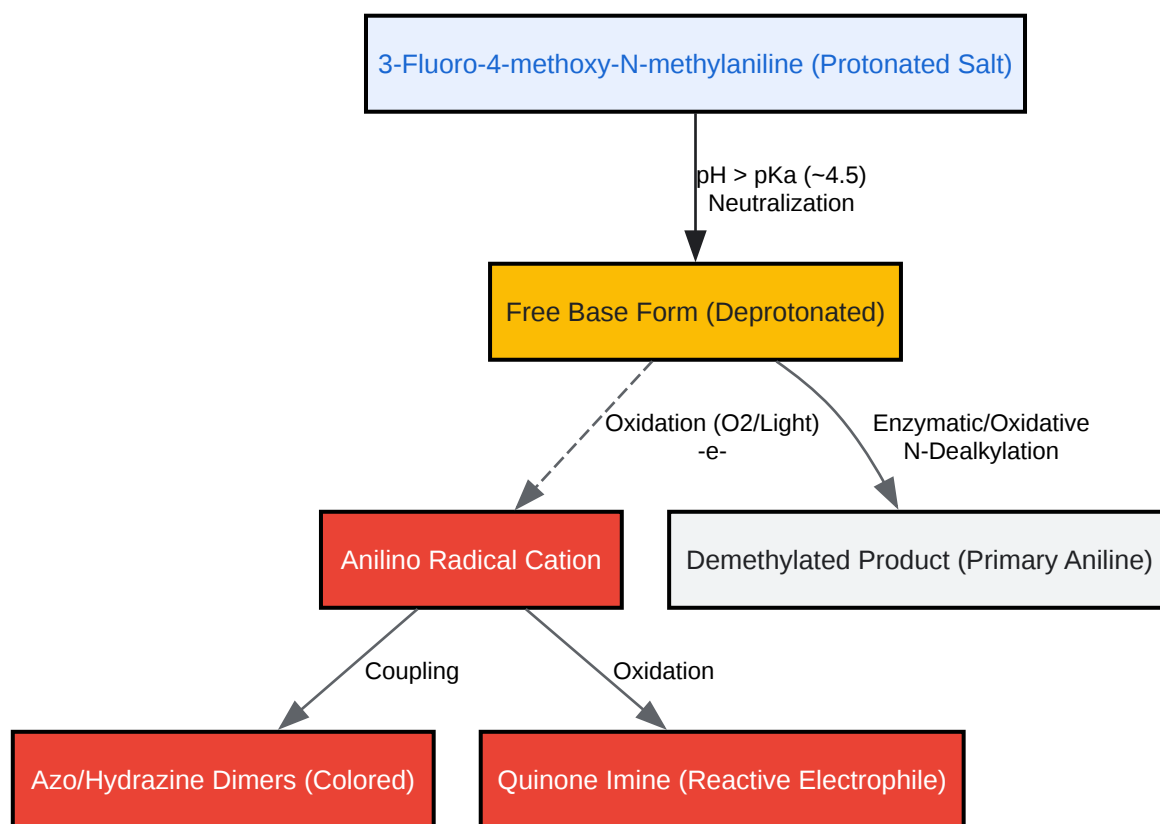 3-Fluoro-4-methoxy-N-methylaniline (Protonated Salt)
pH > pKa (~4.5)
Neutralization
Free Base Form (Deprotonated)
Oxidation (O2/Light)
-e-
Enzymatic/Oxidative
N-Dealkylation
Anilino Radical Cation
Demethylated Product (Primary Aniline)
Coupling
Oxidation
Azo/Hydrazine Dimers (Colored)
Quinone Imine (Reactive Electrophile)